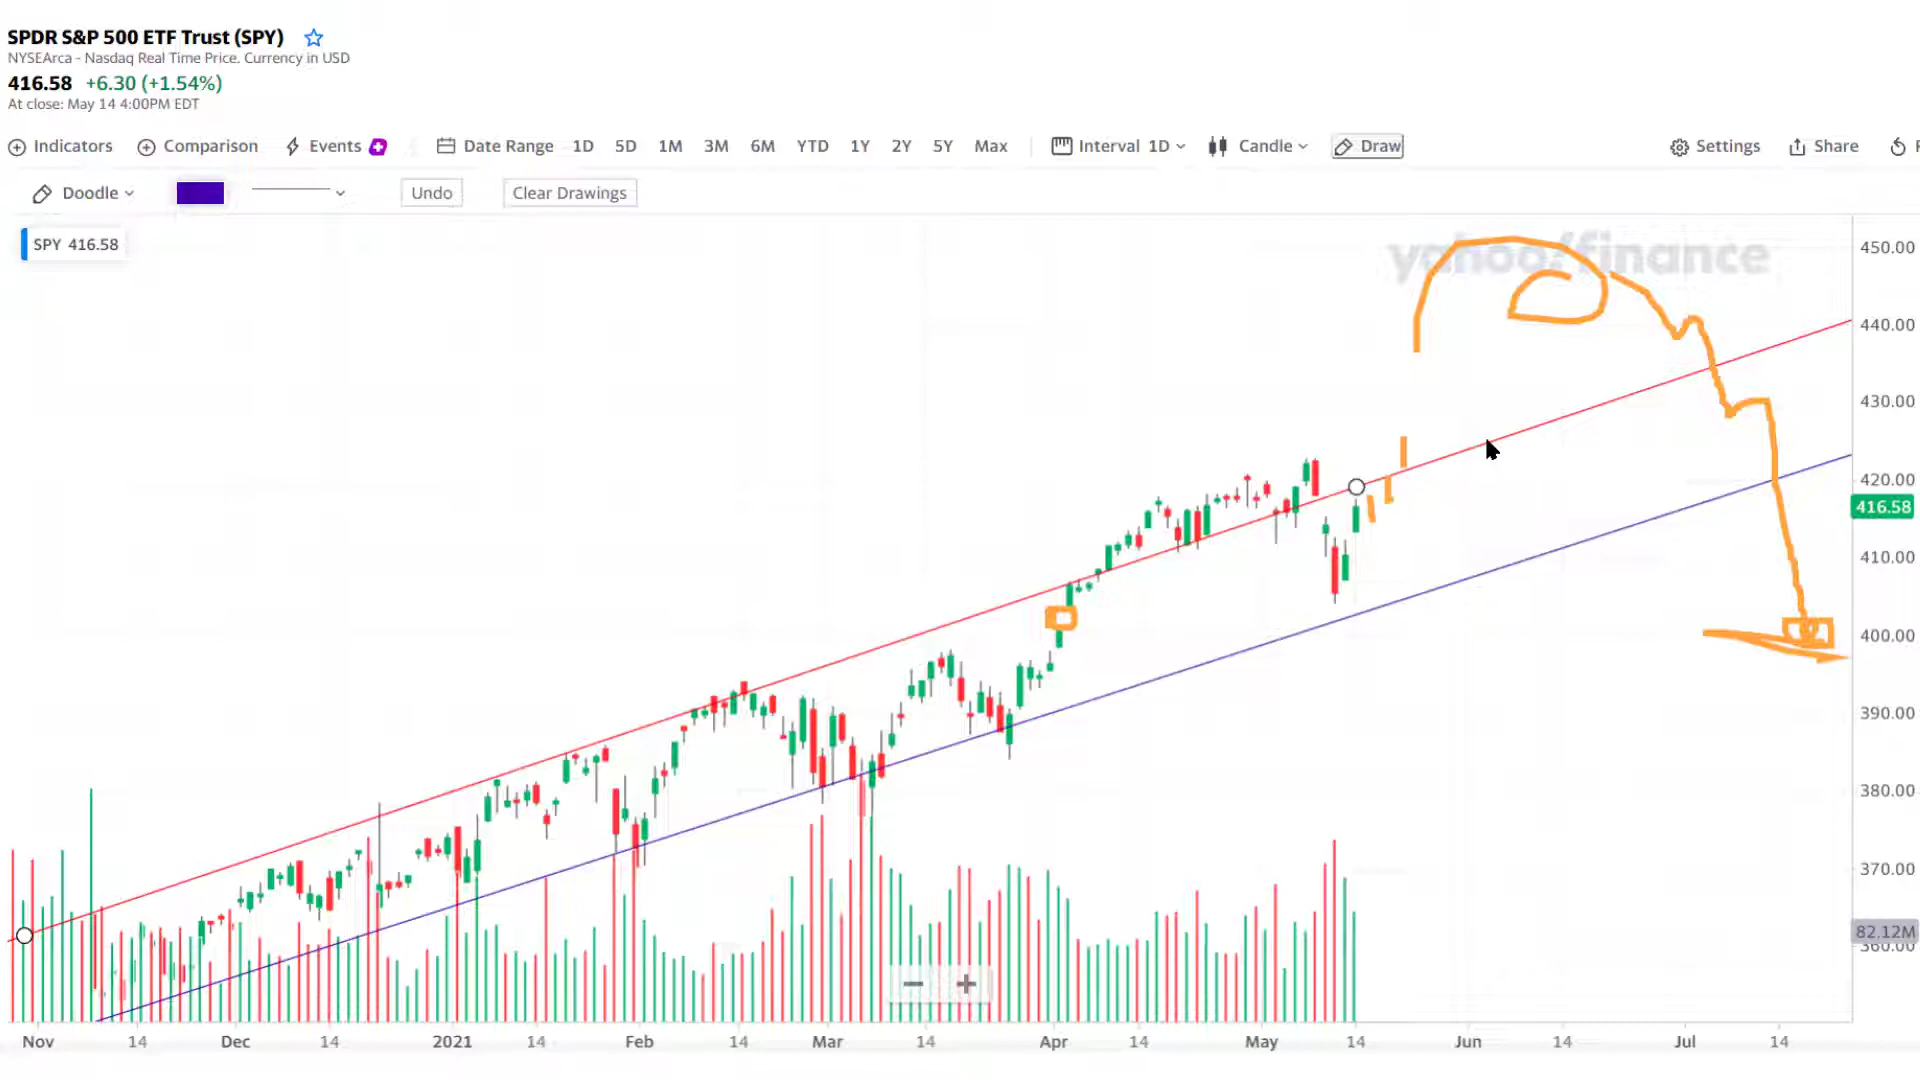 SPDR S&P 500 ETF Trust (SPY)
NYSEArca - Nasdaq Real Time Price. Currency in USD
416.58 +6.30 (+1.54%)
At close: May 14 4:00PM EDT
Indicators Comparison Events Date Range 1D 5D 1M 3M 6M YTD 1Y 2Y 5Y Max Interval 1D Candle Draw Settings Share
Doodle Undo Clear Drawings
SPY 416.58
yahoo/finance
450.00
440.00
430.00
420.00
416.58
410.00
400.00
390.00
380.00
370.00
82.12M
360.00
Nov 14 Dec 14 2021 14 Feb 14 Mar 14 Apr 14 May 14 Jun 14 Jul 14